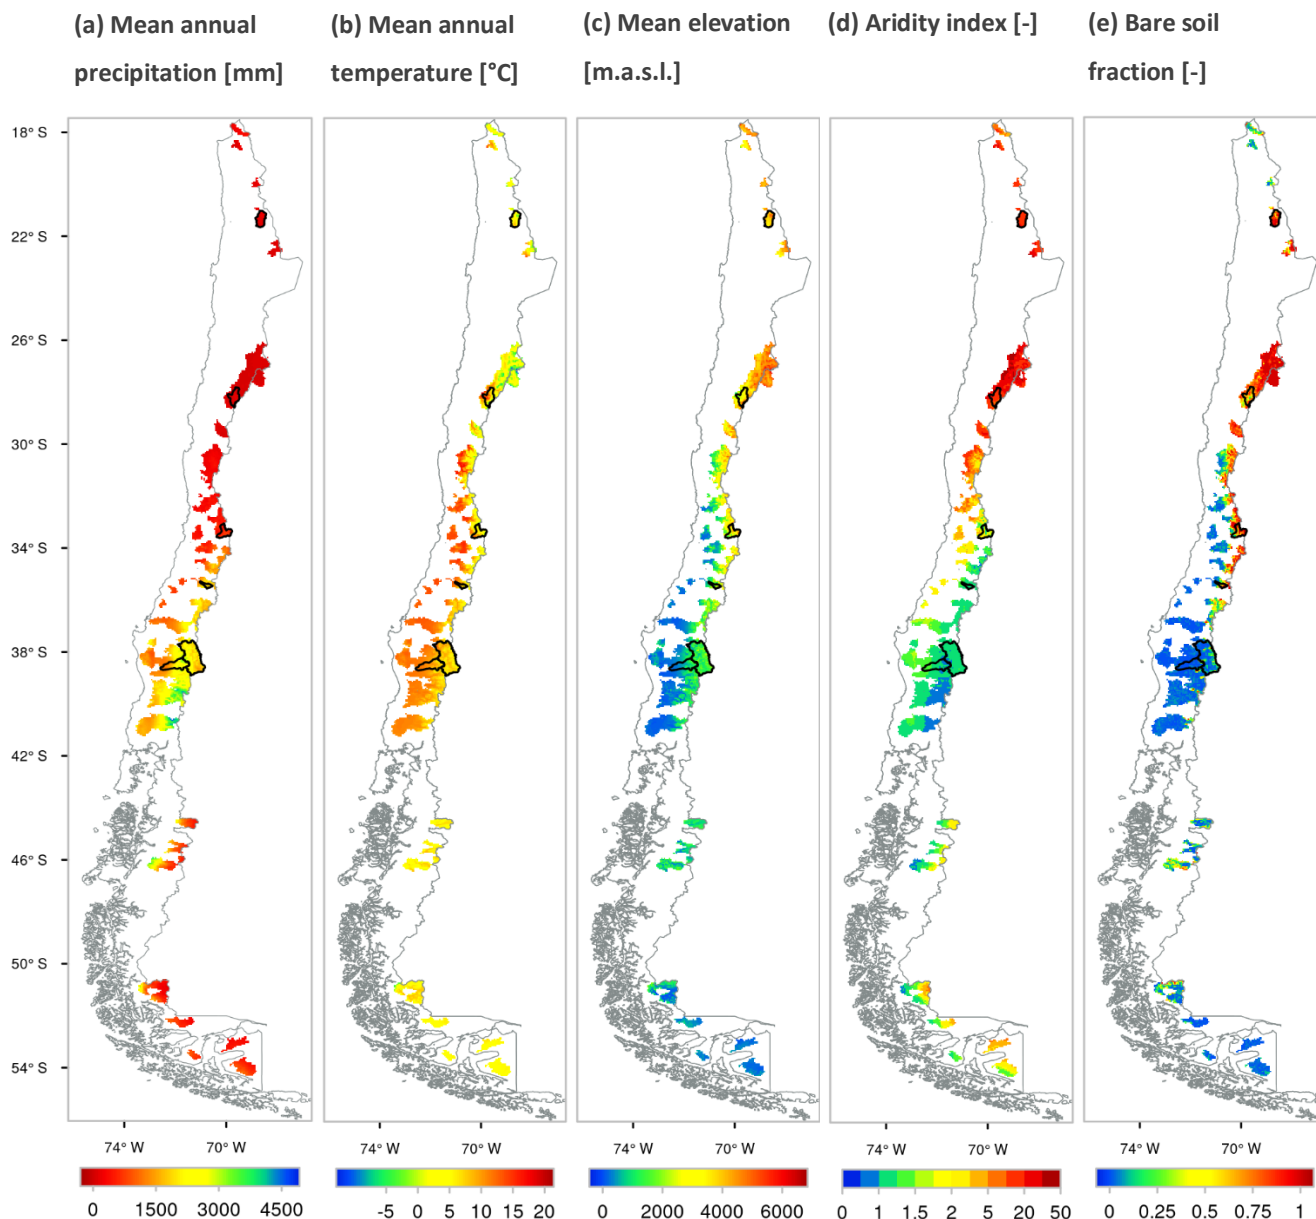 (a) Mean annual
precipitation [mm]
(b) Mean annual
temperature [°C]
(c) Mean elevation
[m.a.s.l.]
(d) Aridity index [-]
(e) Bare soil
fraction [-]
18° S
22° S
26° S
30° S
34° S
38° S
42° S
46° S
50° S
54° S
74° W 70° W
74° W 70° W
74° W 70° W
74° W 70° W
74° W 70° W
0 1500 3000 4500
-5 0 5 10 15 20
0 2000 4000 6000
0 1 1.5 2 5 20 50
0 0.25 0.5 0.75 1